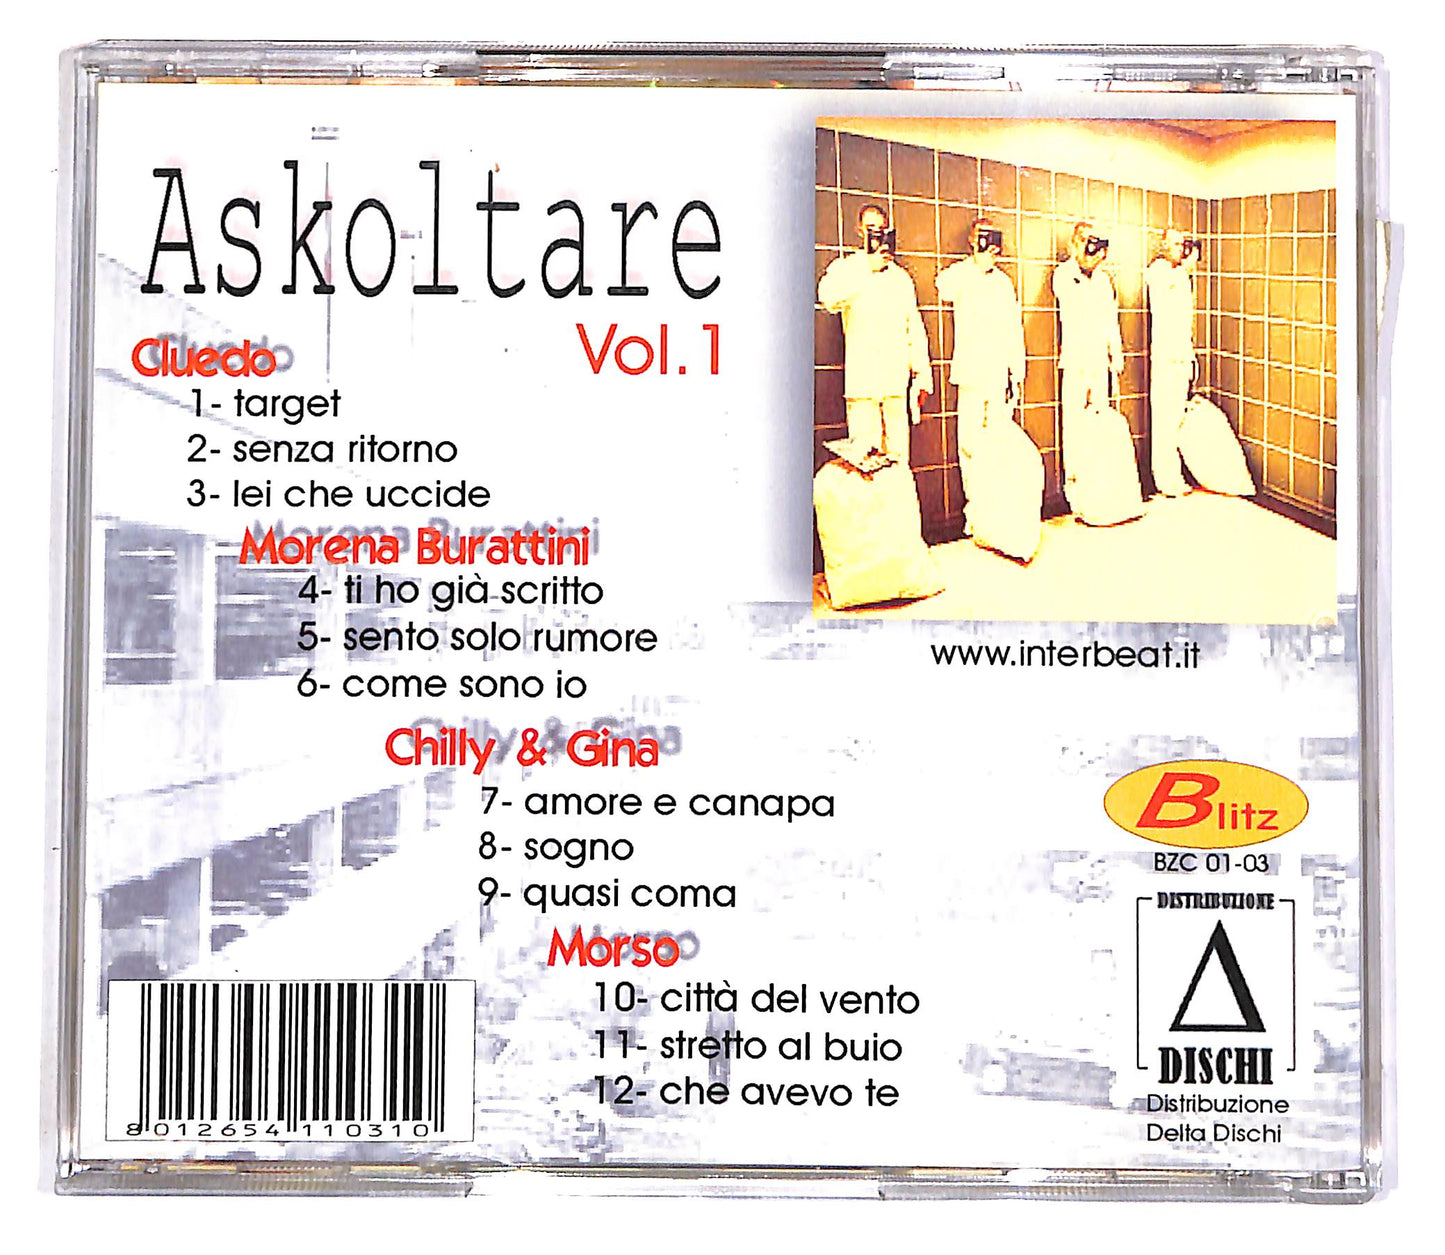 Askoltare
Vol.1
Cluedo
1- target
2- senza ritorno
3- lei che uccide
Morena Burattini
4- ti ho già scritto
5- sento solo rumore
6- come sono io
Chilly & Gina
7- amore e canapa
8- sogno
9- quasi coma
Morso
10- città del vento
11- stretto al buio
12- che avevo te
www.interbeat.it
Blitz
BZC 01-03
DISTRIBUZIONE
DISCHI
Distribuzione
Delta Dischi
8 012654 110310